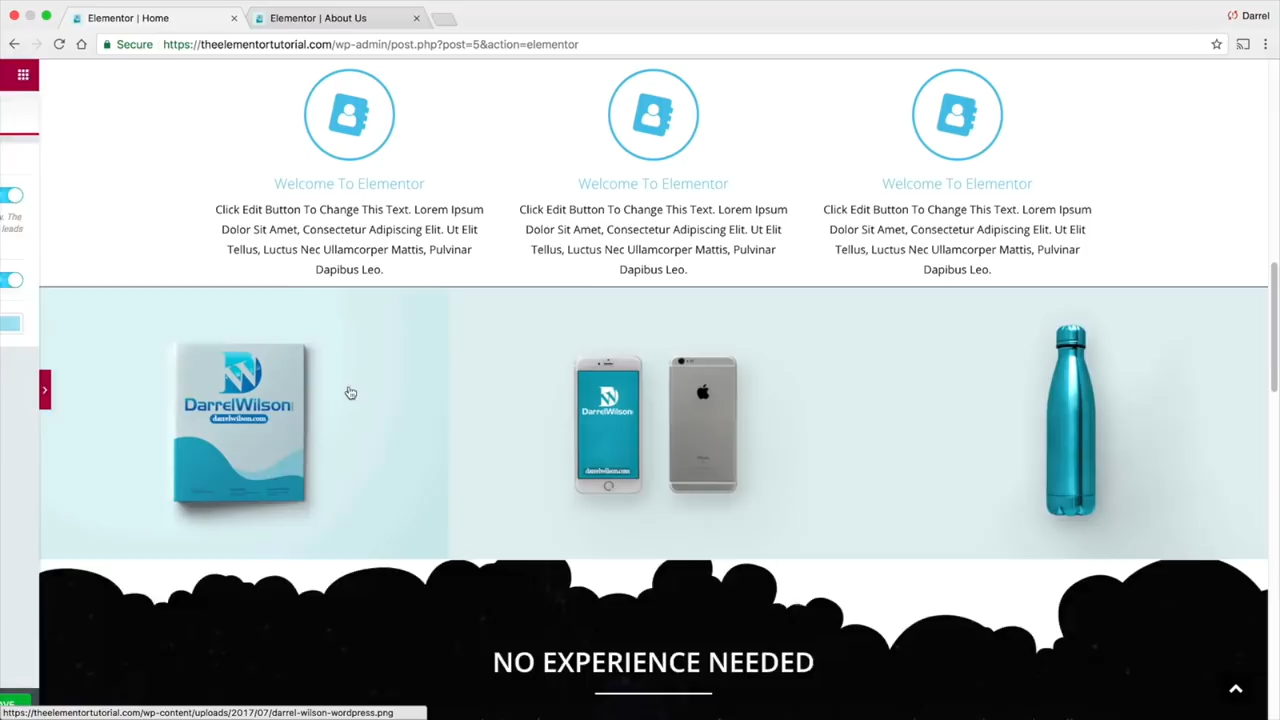 Elementor | Home
Elementor | About Us
Darrel
Secure
https://theelementortutorial.com/wp-admin/post.php?post=5&action=elementor
Welcome To Elementor
Click Edit Button To Change This Text. Lorem Ipsum
Dolor Sit Amet, Consectetur Adipiscing Elit. Ut Elit
Tellus, Luctus Nec Ullamcorper Mattis, Pulvinar
Dapibus Leo.
Welcome To Elementor
Click Edit Button To Change This Text. Lorem Ipsum
Dolor Sit Amet, Consectetur Adipiscing Elit. Ut Elit
Tellus, Luctus Nec Ullamcorper Mattis, Pulvinar
Dapibus Leo.
Welcome To Elementor
Click Edit Button To Change This Text. Lorem Ipsum
Dolor Sit Amet, Consectetur Adipiscing Elit. Ut Elit
Tellus, Luctus Nec Ullamcorper Mattis, Pulvinar
Dapibus Leo.
The
leads
DarrelWilson
darrelwilson.com
DarrelWilson
darrelwilson.com
NO EXPERIENCE NEEDED
https://theelementortutorial.com/wp-content/uploads/2017/07/darrel-wilson-wordpress.png